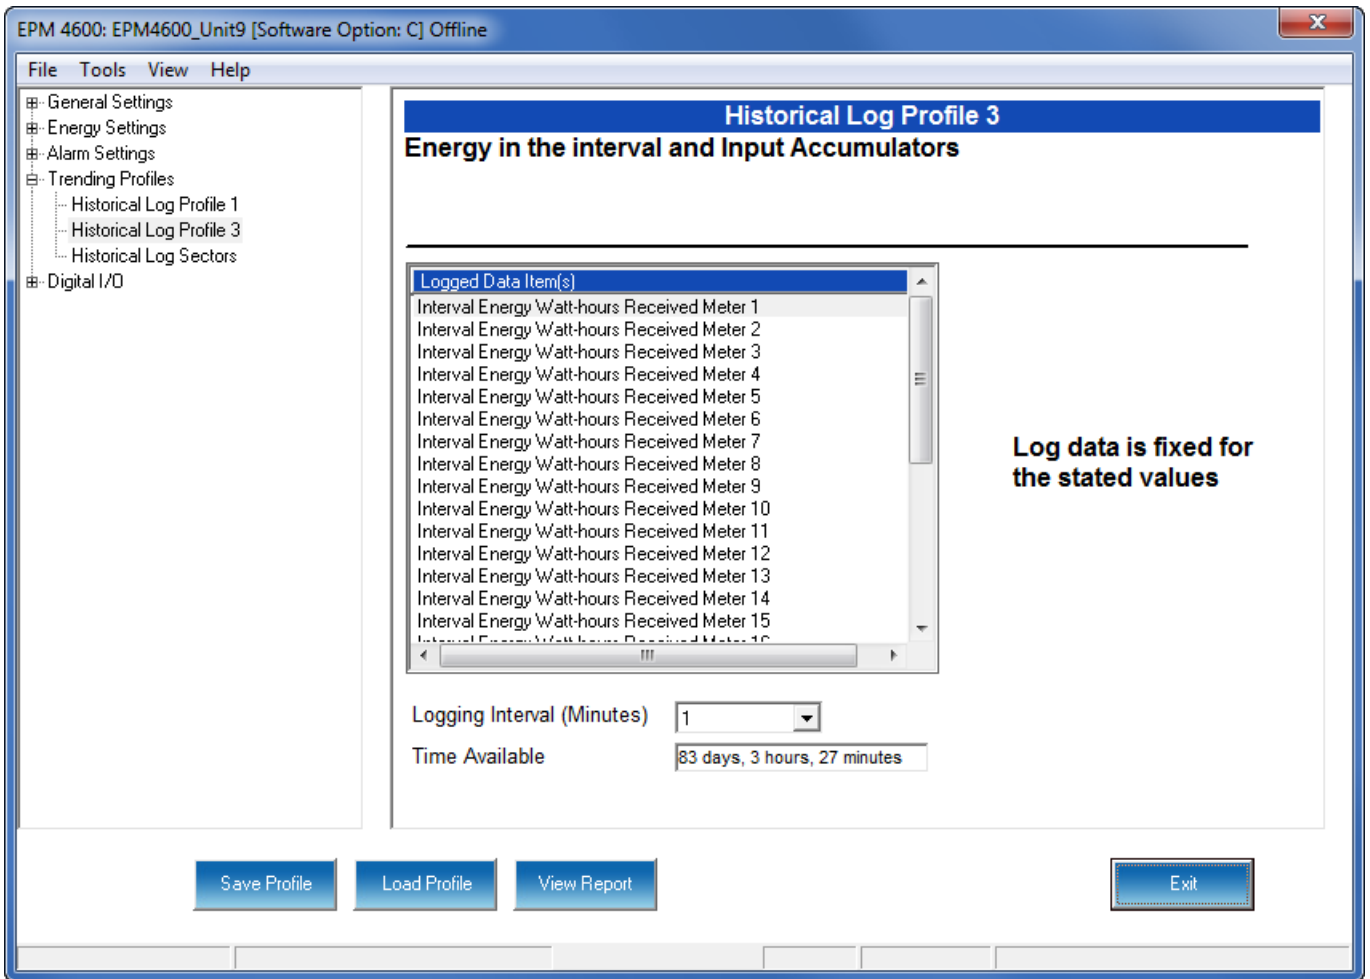 EPM 4600: EPM4600_Unit9 [Software Option: C] Offline
File Tools View Help
General Settings
Energy Settings
Alarm Settings
Trending Profiles
Historical Log Profile 1
Historical Log Profile 3
Historical Log Sectors
Digital I/O
Historical Log Profile 3
Energy in the interval and Input Accumulators
Logged Data Item(s)
Interval Energy Watt-hours Received Meter 1
Interval Energy Watt-hours Received Meter 2
Interval Energy Watt-hours Received Meter 3
Interval Energy Watt-hours Received Meter 4
Interval Energy Watt-hours Received Meter 5
Interval Energy Watt-hours Received Meter 6
Interval Energy Watt-hours Received Meter 7
Interval Energy Watt-hours Received Meter 8
Interval Energy Watt-hours Received Meter 9
Interval Energy Watt-hours Received Meter 10
Interval Energy Watt-hours Received Meter 11
Interval Energy Watt-hours Received Meter 12
Interval Energy Watt-hours Received Meter 13
Interval Energy Watt-hours Received Meter 14
Interval Energy Watt-hours Received Meter 15
Interval Energy Watt-hours Received Meter 16
Log data is fixed for
the stated values
Logging Interval (Minutes) 1
Time Available 83 days, 3 hours, 27 minutes
Save Profile Load Profile View Report Exit